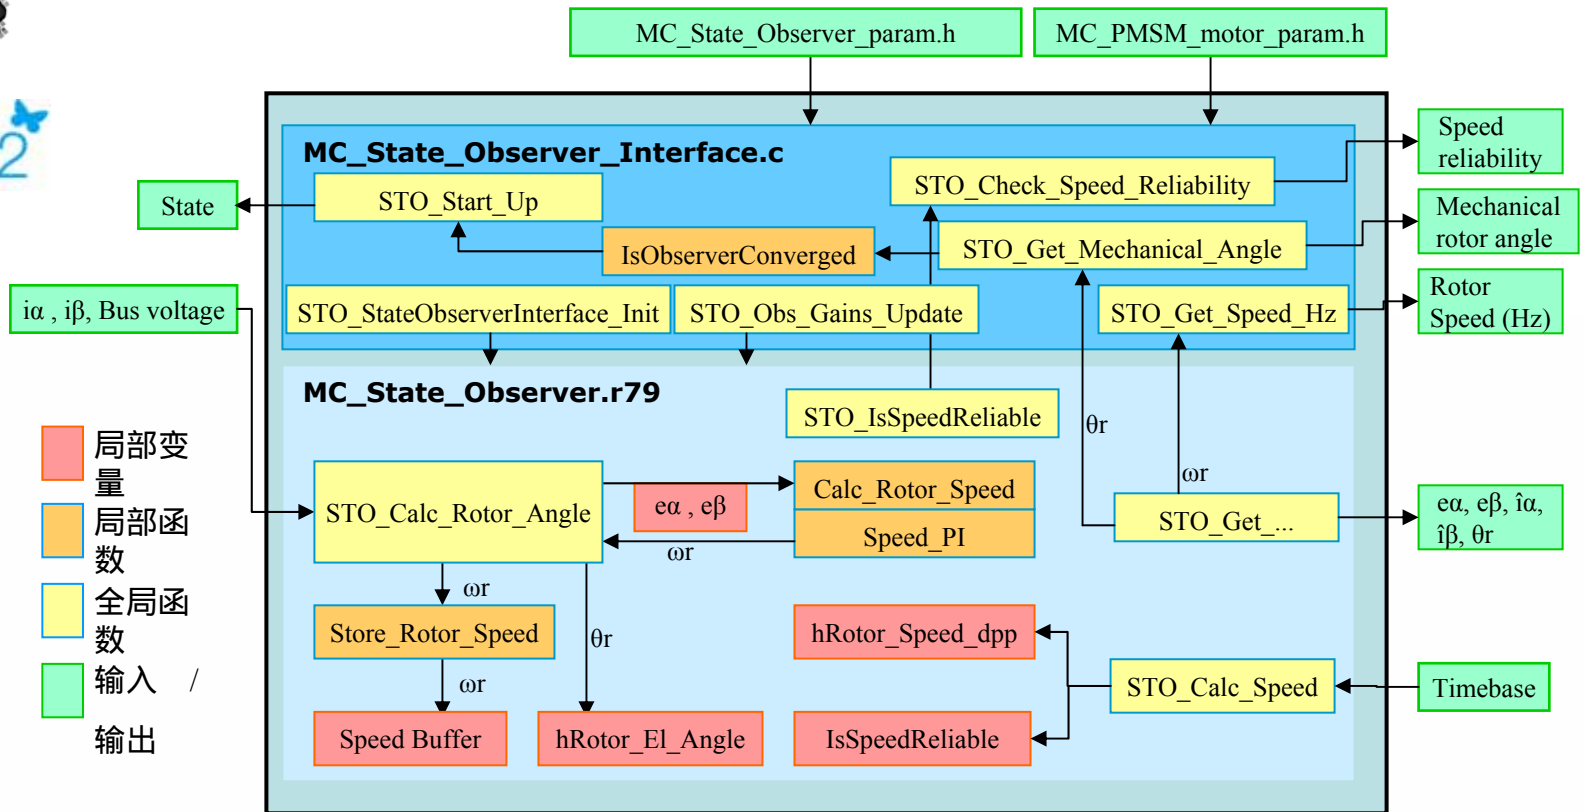 MC_State_Observer_param.h
MC_PMSM_motor_param.h
2
MC_State_Observer_Interface.c
Speed
reliability
STO_Check_Speed_Reliability
State
STO_Start_Up
Mechanical
rotor angle
IsObserverConverged
STO_Get_Mechanical_Angle
iα , iβ, Bus voltage
STO_StateObserverInterface_Init
STO_Obs_Gains_Update
STO_Get_Speed_Hz
Rotor
Speed (Hz)
MC_State_Observer.r79
STO_IsSpeedReliable
θr
ωr
局部变
量
局部函
数
全局函
数
输入 /
输出
STO_Calc_Rotor_Angle
eα , eβ
Calc_Rotor_Speed
Speed_PI
ωr
STO_Get_...
eα, eβ, îα,
îβ, θr
ωr
Store_Rotor_Speed
θr
hRotor_Speed_dpp
ωr
STO_Calc_Speed
Timebase
Speed Buffer
hRotor_El_Angle
IsSpeedReliable